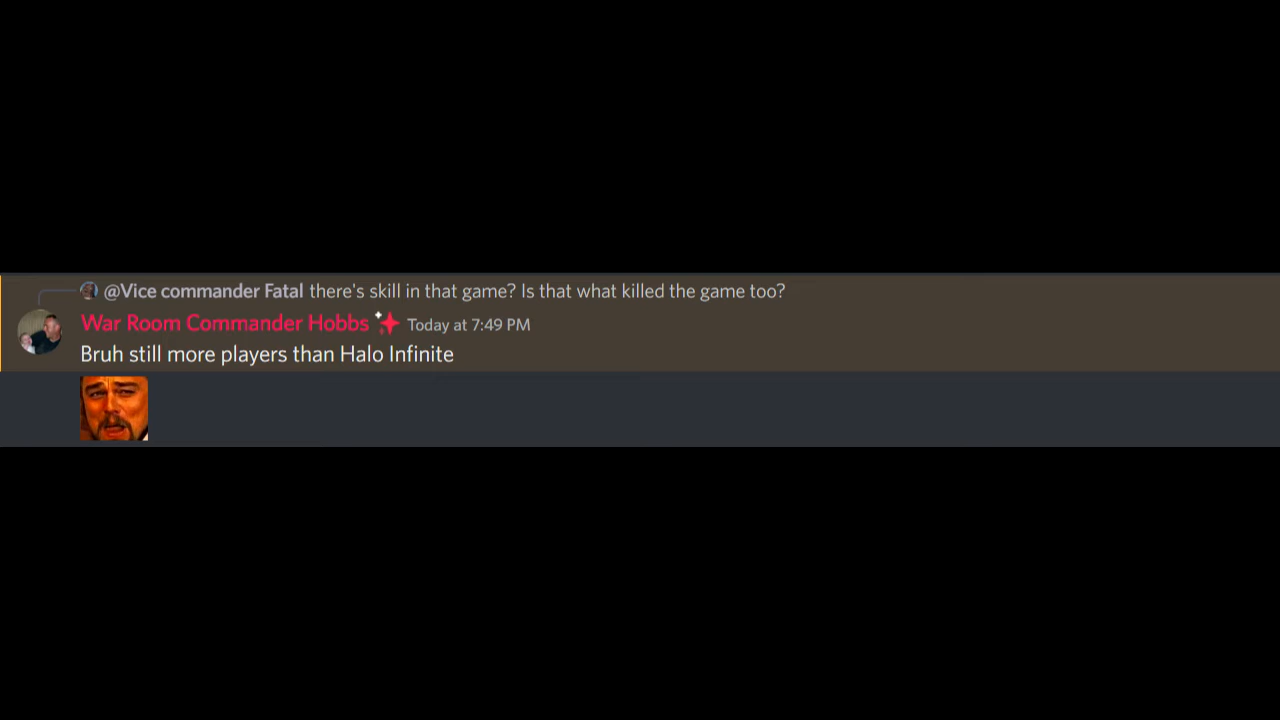 @Vice commander Fatal there's skill in that game? Is that what killed the game too?
War Room Commander Hobbs Today at 7:49 PM
Bruh still more players than Halo Infinite